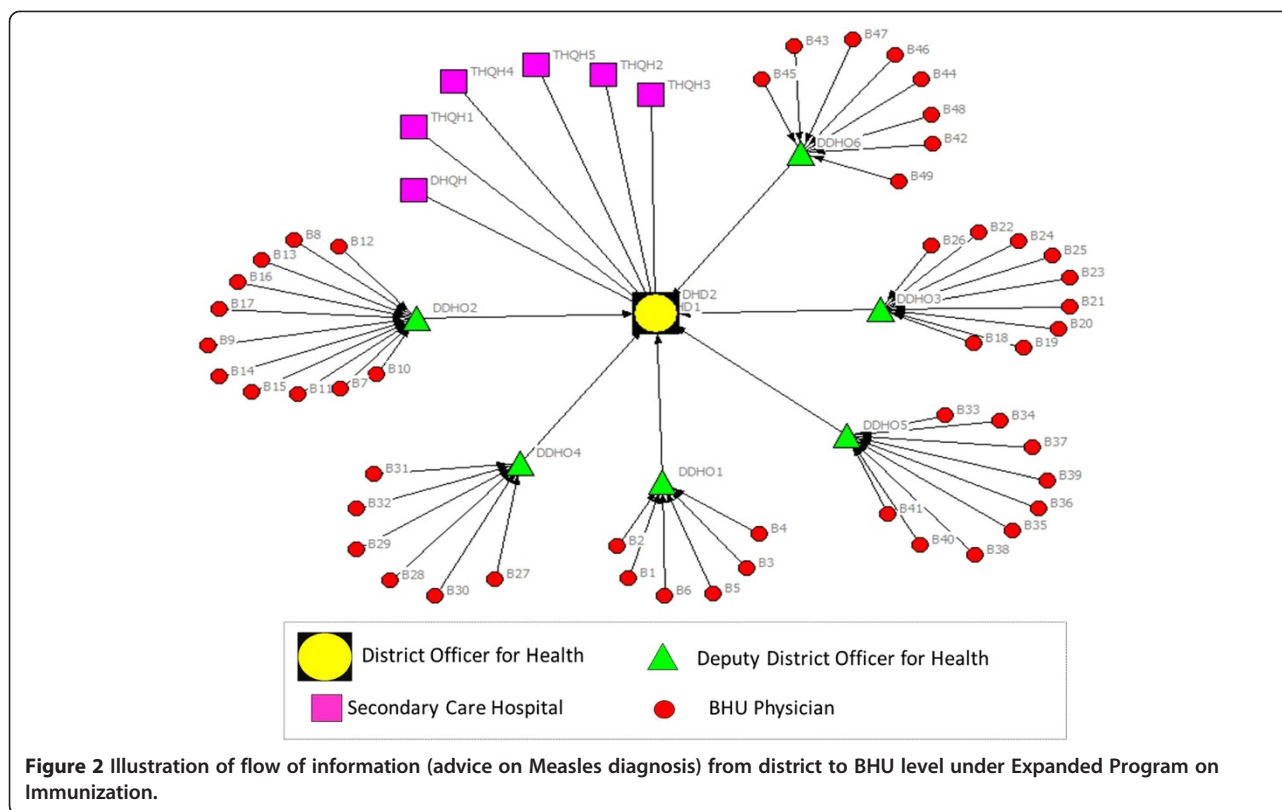 B47
B43
B46
THQH5
THQH2
THQH4
B45
B44
THQH3
B48
THQH1
DDHO6
B42
DHQH
B49
B8
B12
B22
B26
B24
B13
B25
B16
B23
DHD2
DDHO3
B17
DDHO2
HD1
B21
B20
B9
B18
B19
B14
B10
B15
B11
B7
B33
B34
DDHO5
B37
DDHO4
DDHO1
B31
B39
B32
B41
B36
B4
B35
B2
B29
B40
B38
B3
B28
B27
B1
B30
B6
B5
District Officer for Health
Deputy District Officer for Health
Secondary Care Hospital
BHU Physician
Figure 2 Illustration of flow of information (advice on Measles diagnosis) from district to BHU level under Expanded Program on
Immunization.